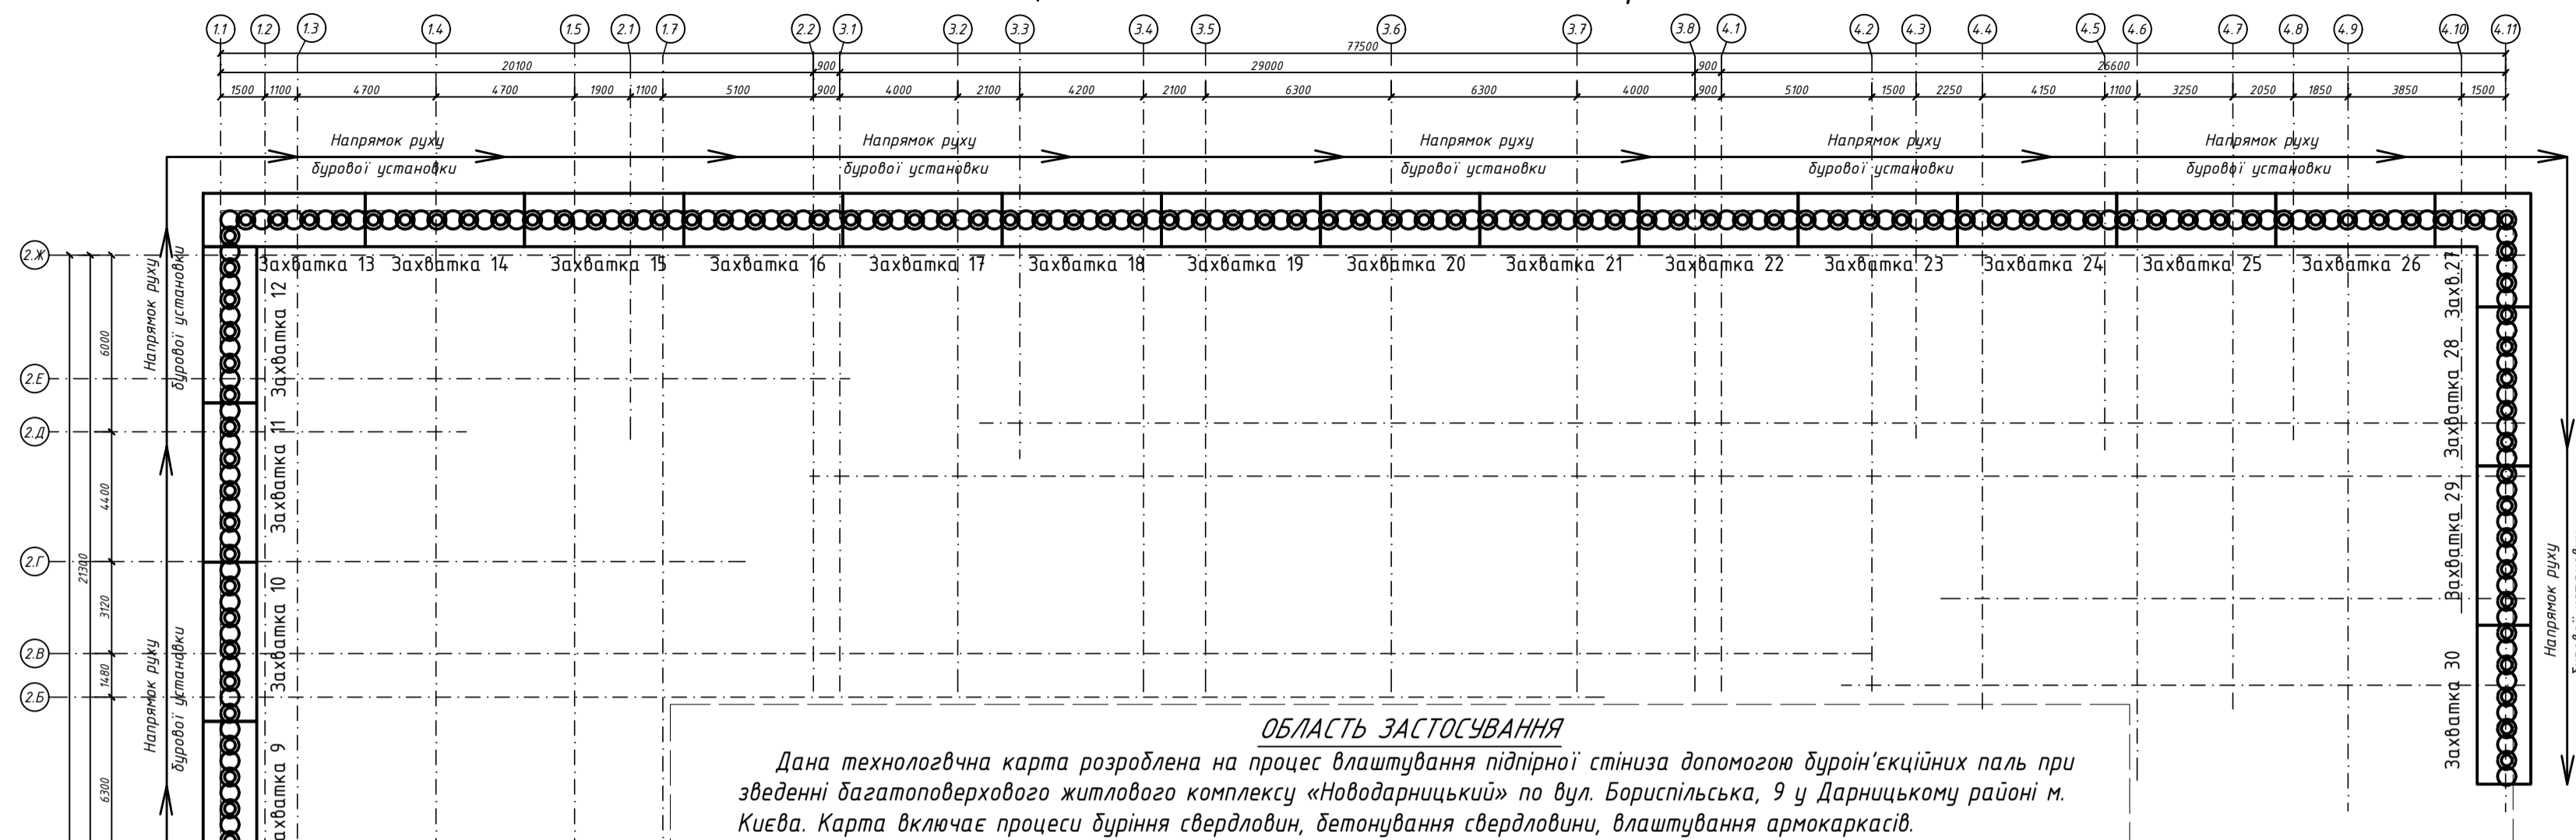 1.1 1.2 1.3 1.4 1.5 2.1 1.7 2.2 3.1 3.2 3.3 3.4 3.5 3.6 3.7 3.8 4.1 4.2 4.3 4.4 4.5 4.6 4.7 4.8 4.9 4.10 4.11
77500
20100 900 29000 900 26600
1500 1100 4700 4700 1900 1100 5100 900 4000 2100 4200 2100 6300 6300 4000 900 5100 1500 2250 4150 1100 3250 2050 1850 3850 1500
Напрямок руху
бурової установки
Напрямок руху
бурової установки
Напрямок руху
бурової установки
Напрямок руху
бурової установки
Напрямок руху
бурової установки
2.Ж
2.Е
2.Д
2.Г
2.В
2.Б
21300
6000
4400
3120
1480
6300
Напрямок руху
бурової установки
Напрямок руху
бурової установки
Захватка 13 Захватка 14 Захватка 15 Захватка 16 Захватка 17 Захватка 18 Захватка 19 Захватка 20 Захватка 21 Захватка 22 Захватка 23 Захватка 24 Захватка 25 Захватка 26
Захватка 12
Захватка 11
Захватка 10
Захватка 9
Захв.27
Захватка 28
Захватка 29
Захватка 30
Напрямок руху
ОБЛАСТЬ ЗАСТОСУВАННЯ
Дана технологвчна карта розроблена на процес влаштування підпірної стіниза допомогою буроін'єкційних паль при
зведенні багатоповерхового житлового комплексу «Новодарницький» по вул. Бориспільська, 9 у Дарницькому районі м.
Києва. Карта включає процеси буріння свердловин, бетонування свердловини, влаштування армокаркасів.